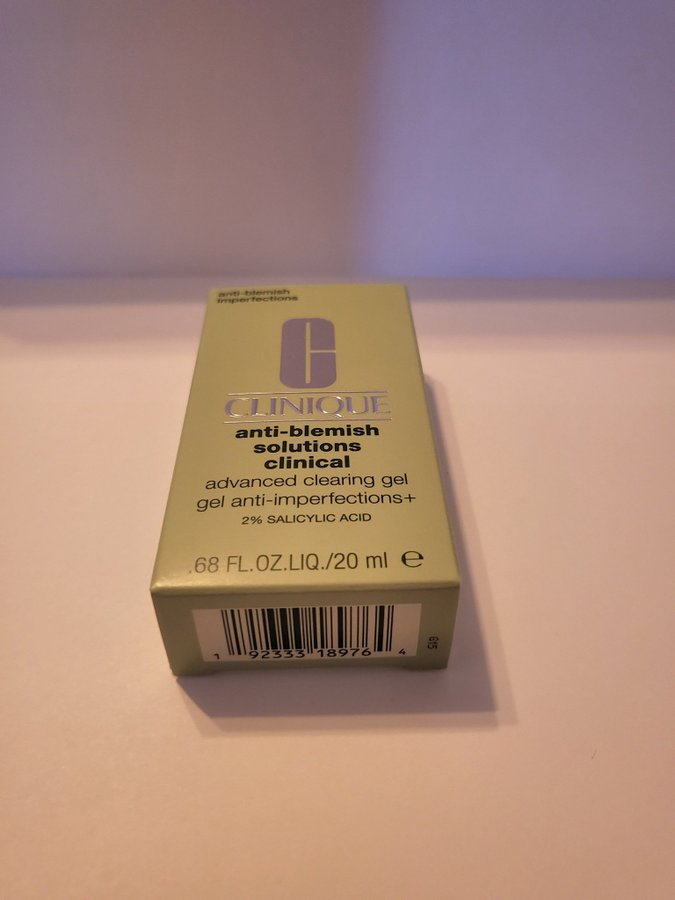 anti-blemish
imperfections
C
CLINIQUE
anti-blemish
solutions
clinical
advanced clearing gel
gel anti-imperfections+
2% SALICYLIC ACID
.68 FL.OZ.LIQ./20 ml ℮
1 92333 18976 4
615